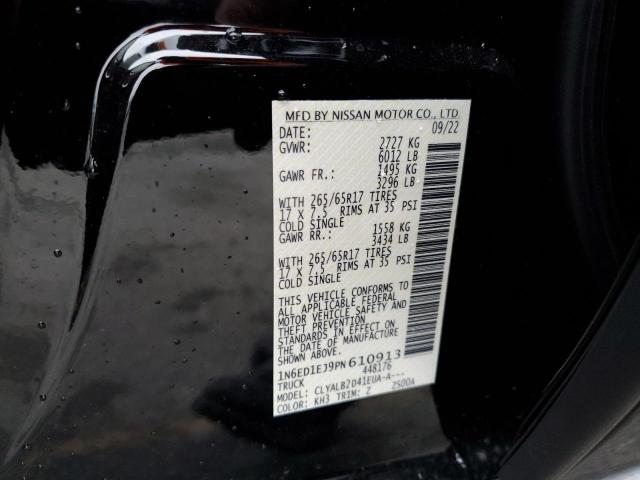 MFD BY NISSAN MOTOR CO., LTD
DATE: 09/22
GVWR: 2727 KG
6012 LB
GAWR FR.: 1495 KG
3296 LB
WITH 265/65R17 TIRES
17 X 7.5 RIMS AT 35 PSI
COLD SINGLE
GAWR RR.: 1558 KG
3434 LB
WITH 265/65R17 TIRES
17 X 7.5 RIMS AT 35 PSI
COLD SINGLE
THIS VEHICLE CONFORMS TO
ALL APPLICABLE FEDERAL
MOTOR VEHICLE SAFETY AND
THEFT PREVENTION
STANDARDS IN EFFECT ON
THE DATE OF MANUFACTURE
SHOWN ABOVE.
1N6ED1EJ9PN610913
TRUCK 448176
MODEL: CLYALBZD41EUA-A---
COLOR: KH3 TRIM: Z ZS00A